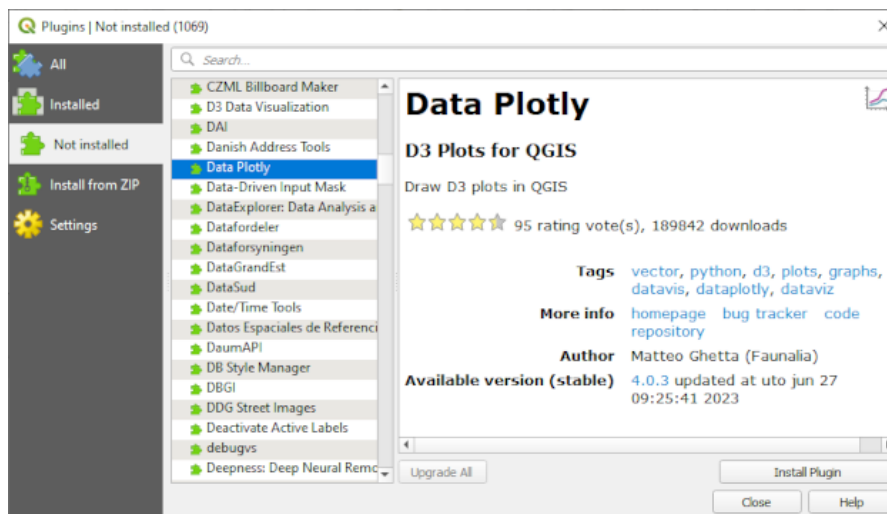 Plugins | Not installed (1069)
All
Installed
Not installed
Install from ZIP
Settings
Search...
CZML Billboard Maker
D3 Data Visualization
DAI
Danish Address Tools
Data Plotly
Data-Driven Input Mask
DataExplorer: Data Analysis a
Datafordeler
Dataforsyningen
DataGrandEst
DataSud
Date/Time Tools
Datos Espaciales de Referenci
DaumAPI
DB Style Manager
DBGI
DDG Street Images
Deactivate Active Labels
debugvs
Deepness: Deep Neural Remo
Data Plotly
D3 Plots for QGIS
Draw D3 plots in QGIS
95 rating vote(s), 189842 downloads
Tags vector, python, d3, plots, graphs,
datavis, dataplotly, dataviz
More info homepage bug tracker code
repository
Author Matteo Ghetta (Faunalia)
Available version (stable) 4.0.3 updated at uto jun 27
09:25:41 2023
Upgrade All
Install Plugin
Close
Help